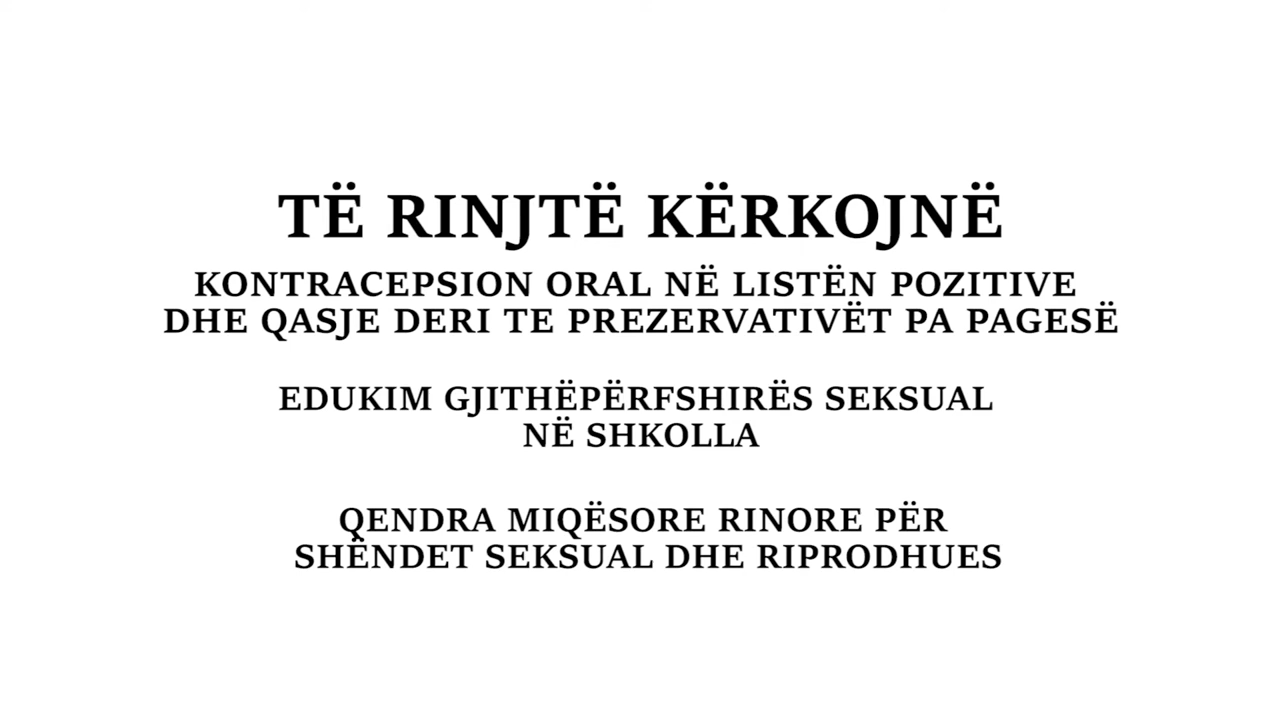 TË RINJTË KËRKOJNË
KONTRACEPSION ORAL NË LISTËN POZITIVE
DHE QASJE DERI TE PREZERVATIVËT PA PAGESË
EDUKIM GJITHËPËRFSHIRËS SEKSUAL
NË SHKOLLA
QENDRA MIQËSORE RINORE PËR
SHËNDET SEKSUAL DHE RIPRODHUES